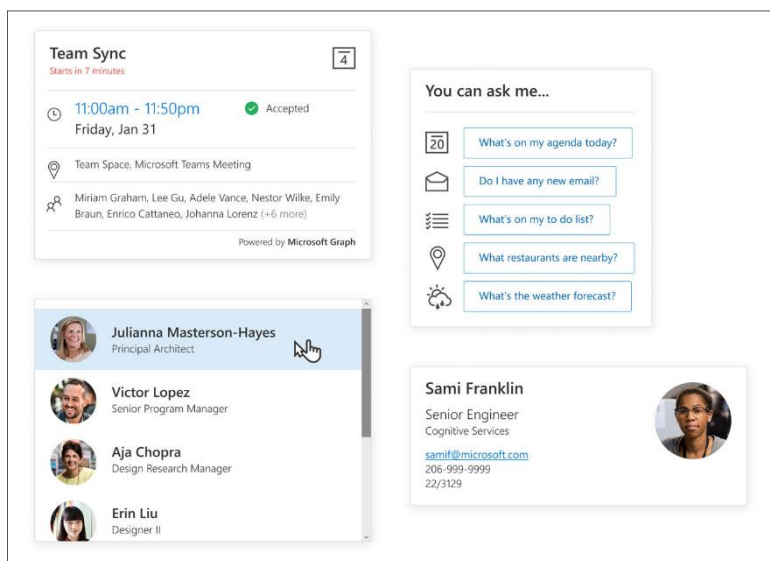 Team Sync
Starts in 7 minutes
4
11:00am - 11:50pm
Accepted
Friday, Jan 31
Team Space, Microsoft Teams Meeting
Miriam Graham, Lee Gu, Adele Vance, Nestor Wilke, Emily
Braun, Enrico Cattaneo, Johanna Lorenz (+6 more)
Powered by Microsoft Graph
You can ask me...
20
What's on my agenda today?
Do I have any new email?
What's on my to do list?
What restaurants are nearby?
What's the weather forecast?
Julianna Masterson-Hayes
Principal Architect
Victor Lopez
Senior Program Manager
Aja Chopra
Design Research Manager
Erin Liu
Designer II
Sami Franklin
Senior Engineer
Cognitive Services
samif@microsoft.com
206-999-9999
22/3129